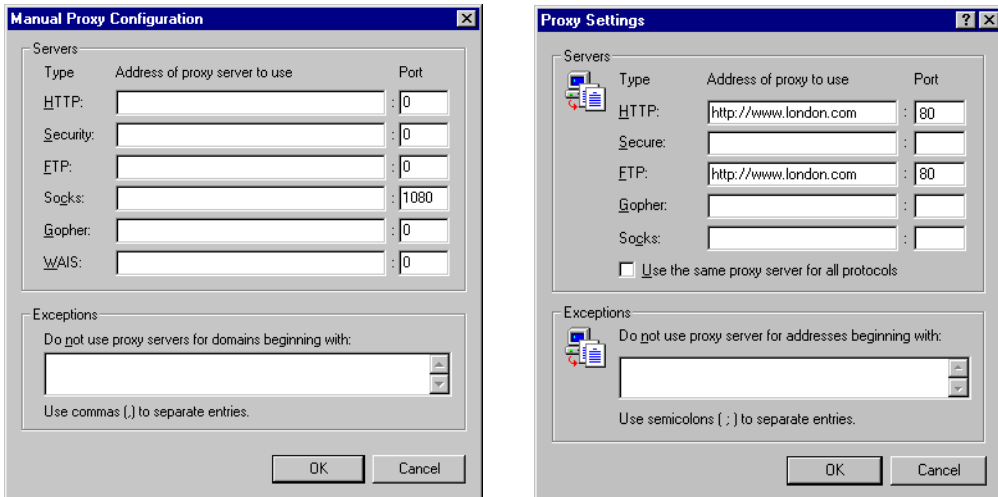 Manual Proxy Configuration
Servers
Type Address of proxy server to use Port
HTTP: : 0
Security: : 0
FTP: : 0
Socks: : 1080
Gopher: : 0
WAIS: : 0
Exceptions
Do not use proxy servers for domains beginning with:
Use commas (,) to separate entries.
OK Cancel
Proxy Settings
Servers
Type Address of proxy to use Port
HTTP: http://www.london.com : 80
Secure: :
FTP: http://www.london.com : 80
Gopher: :
Socks: :
Use the same proxy server for all protocols
Exceptions
Do not use proxy server for addresses beginning with:
Use semicolons ( ; ) to separate entries.
OK Cancel